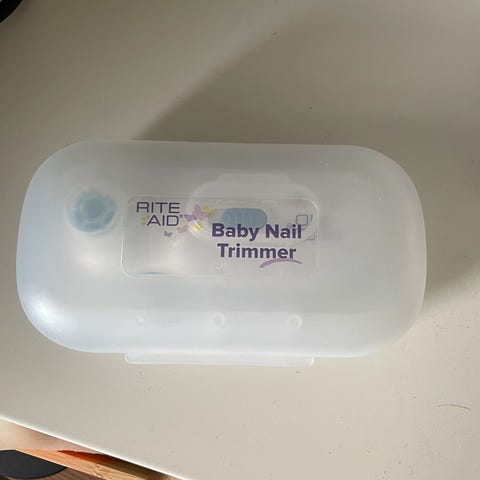 RITE
AID
Baby Nail
Trimmer